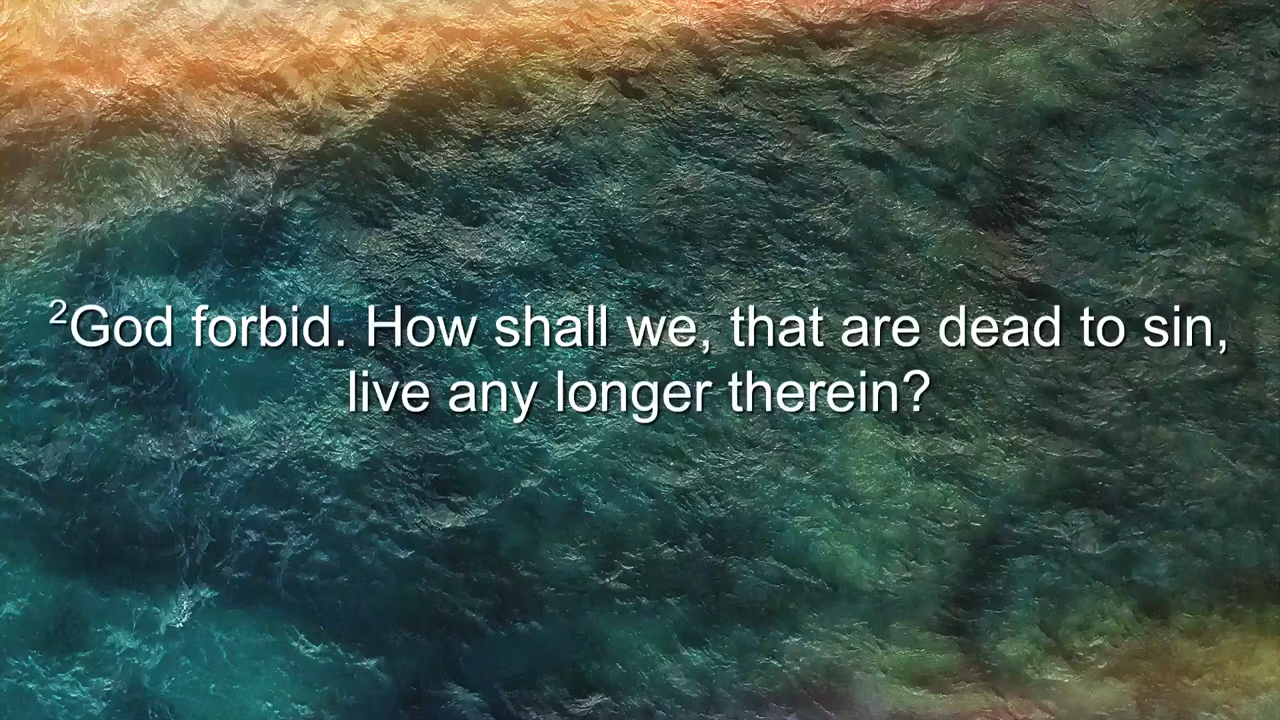 ²God forbid. How shall we, that are dead to sin,
live any longer therein?